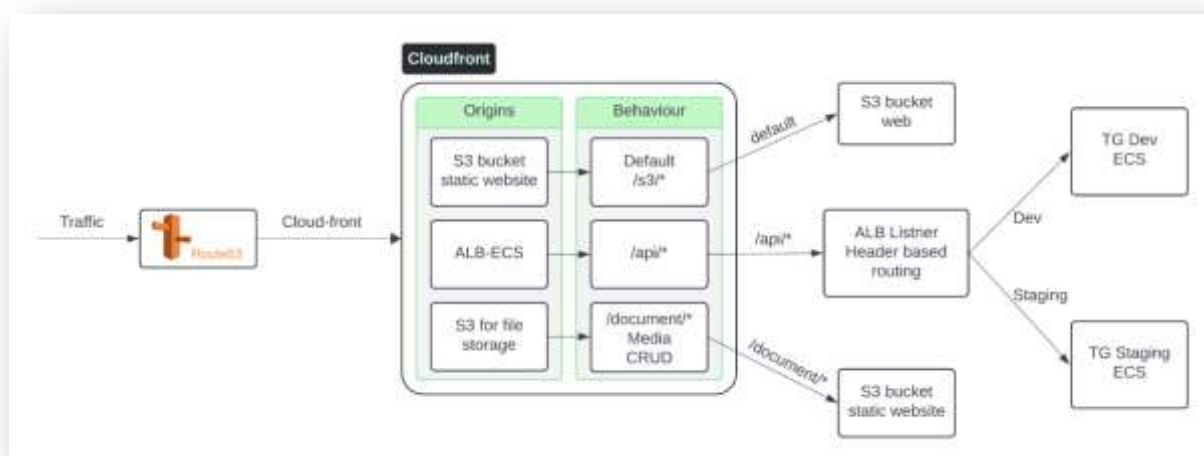 Cloudfront
Origins
Behaviour
S3 bucket
static website
Default
/s3/*
ALB-ECS
/api/*
S3 for file
storage
/document/*
Media
CRUD
Traffic
Route53
Cloud-front
default
S3 bucket
web
/api/*
ALB Listner
Header based
routing
/document/*
S3 bucket
static website
Dev
TG Dev
ECS
Staging
TG Staging
ECS